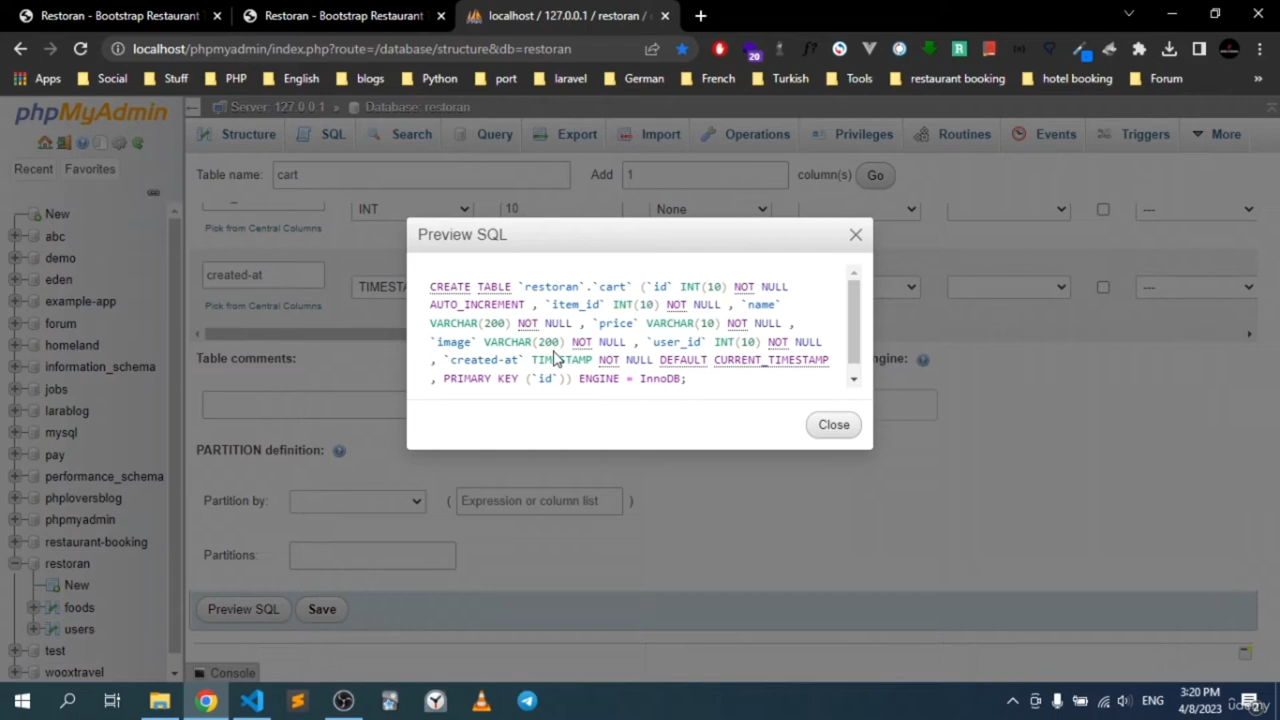 Restoran - Bootstrap Restaurant T
Restoran - Bootstrap Restaurant T
localhost / 127.0.0.1 / restoran /
localhost/phpmyadmin/index.php?route=/database/structure&db=restoran
20
Apps
Social
Stuff
PHP
English
blogs
Python
port
laravel
German
French
Turkish
Tools
restaurant booking
hotel booking
Forum
»
phpMyAdmin
Server: 127.0.0.1 » Database: restoran
Structure
SQL
Search
Query
Export
Import
Operations
Privileges
Routines
Events
Triggers
More
Recent
Favorites
Table name:
cart
Add
1
column(s)
Go
INT
10
None
---
Pick from Central Columns
created-at
TIMESTA
---
Pick from Central Columns
Table comments:
PARTITION definition:
Partition by:
(
Expression or column list
)
Partitions:
Preview SQL
Save
Console
New
abc
demo
eden
example-app
forum
homeland
information_schema
jobs
larablog
mysql
pay
performance_schema
phploversblog
phpmyadmin
restaurant-booking
restoran
New
foods
users
test
wooxtravel
Preview SQL
CREATE TABLE `restoran`.`cart` (`id` INT(10) NOT NULL
AUTO_INCREMENT , `item_id` INT(10) NOT NULL , `name`
VARCHAR(200) NOT NULL , `price` VARCHAR(10) NOT NULL ,
`image` VARCHAR(200) NOT NULL , `user_id` INT(10) NOT NULL
, `created-at` TIMESTAMP NOT NULL DEFAULT CURRENT_TIMESTAMP
, PRIMARY KEY (`id`)) ENGINE = InnoDB;
Close
ENG
3:20 PM
4/8/2023
udemy